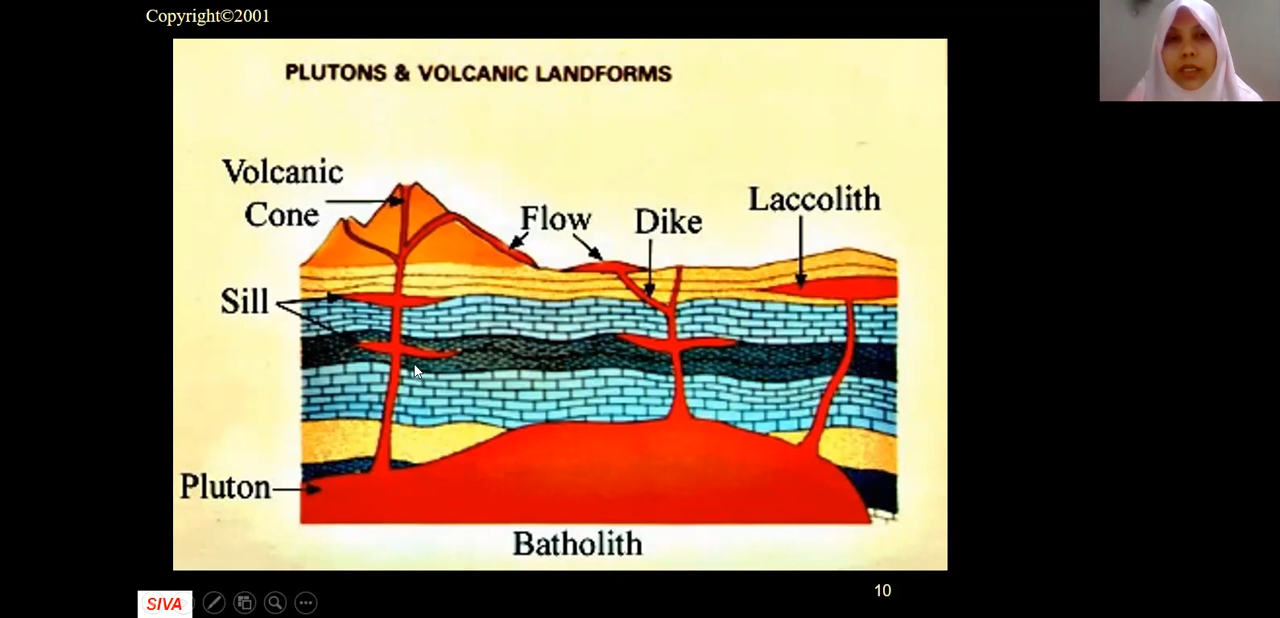 Copyright©2001
PLUTONS & VOLCANIC LANDFORMS
Volcanic
Cone
Flow
Dike
Laccolith
Sill
Pluton
Batholith
10
SIVA